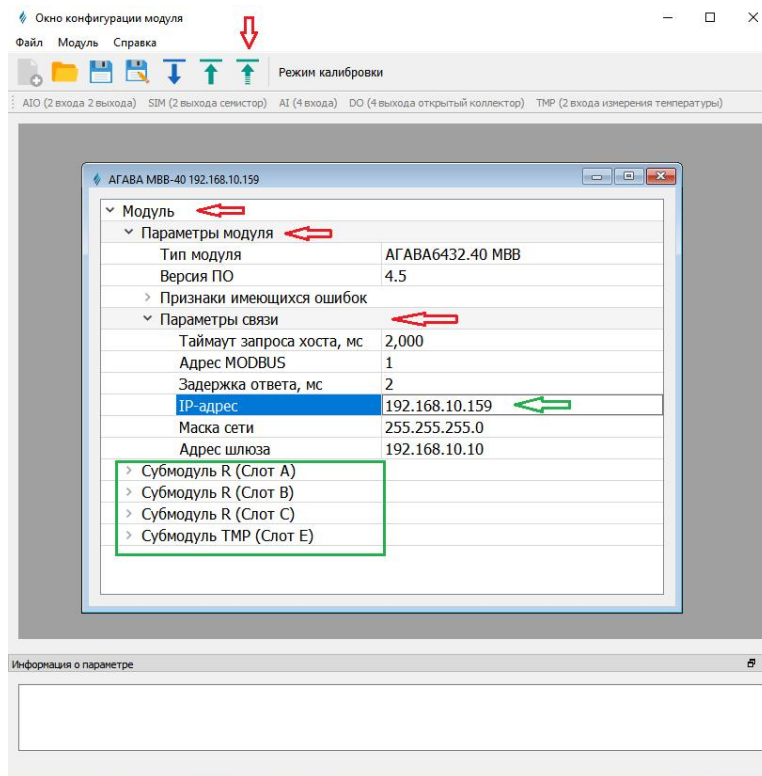 Окно конфигурации модуля
Файл Модуль Справка
Режим калибровки
AIO (2 входа 2 выхода) SIM (2 выхода семистор) AI (4 входа) DO (4 выхода открытый коллектор) TMP (2 входа измерения температуры)
АГАВА МВВ-40 192.168.10.159
Модуль
Параметры модуля
Тип модуля АГАВА6432.40 МВВ
Версия ПО 4.5
Признаки имеющихся ошибок
Параметры связи
Таймаут запроса хоста, мс 2,000
Адрес MODBUS 1
Задержка ответа, мс 2
IP-адрес 192.168.10.159
Маска сети 255.255.255.0
Адрес шлюза 192.168.10.10
Субмодуль R (Слот A)
Субмодуль R (Слот B)
Субмодуль R (Слот C)
Субмодуль TMP (Слот E)
Информация о параметре